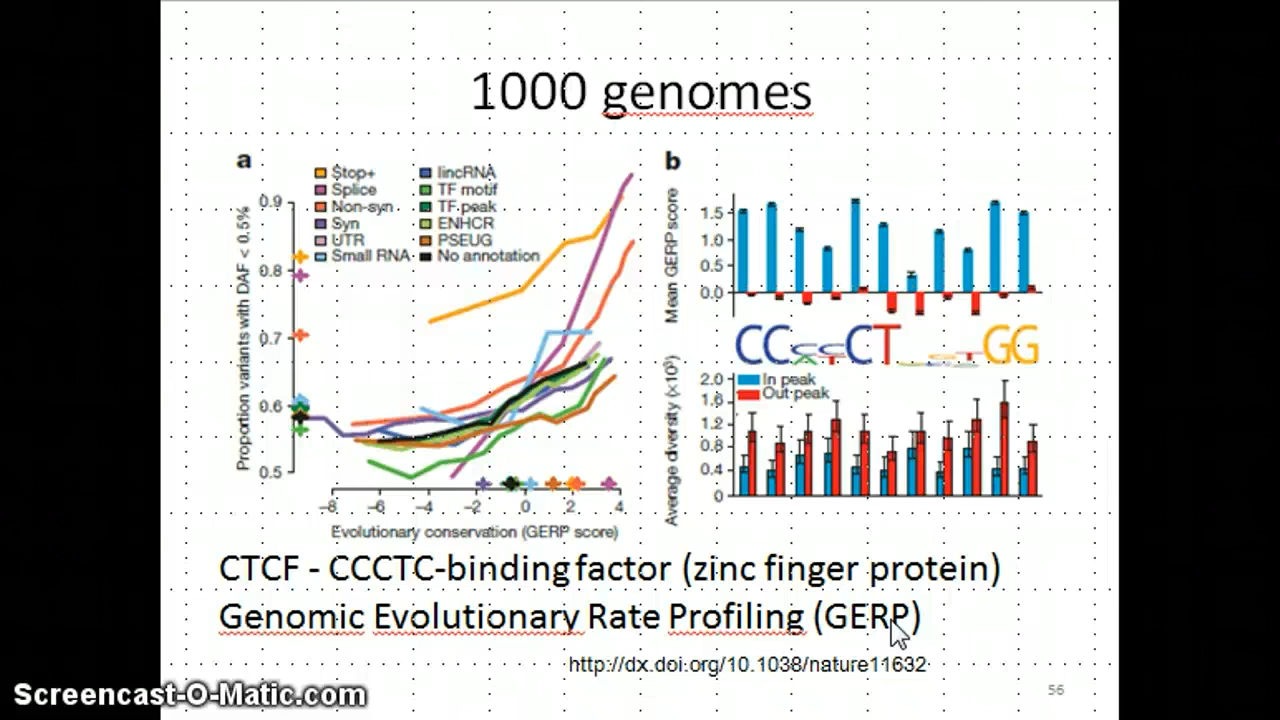 1000 genomes
a
Stop+
Splice
Non-syn
Syn
UTR
Small RNA
lincRNA
TF motif
TF peak
ENHCR
PSEUG
No annotation
Proportion variants with DAF < 0.5%
0.9
0.8
0.7
0.6
0.5
−8 −6 −4 −2 0 2 4
Evolutionary conservation (GERP score)
b
Mean GERP score
1.5
1.0
0.5
0.0
CC CT GG
Average diversity (×10³)
2.0
1.6
1.2
0.8
0.4
0
In peak
Out peak
CTCF - CCCTC-binding factor (zinc finger protein)
Genomic Evolutionary Rate Profiling (GERP)
http://dx.doi.org/10.1038/nature11632
56
Screencast-O-Matic.com